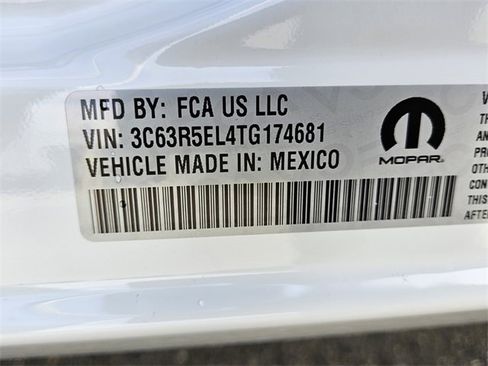 MFD BY: FCA US LLC
VIN: 3C63R5EL4TG174681
VEHICLE MADE IN: MEXICO
MOPAR